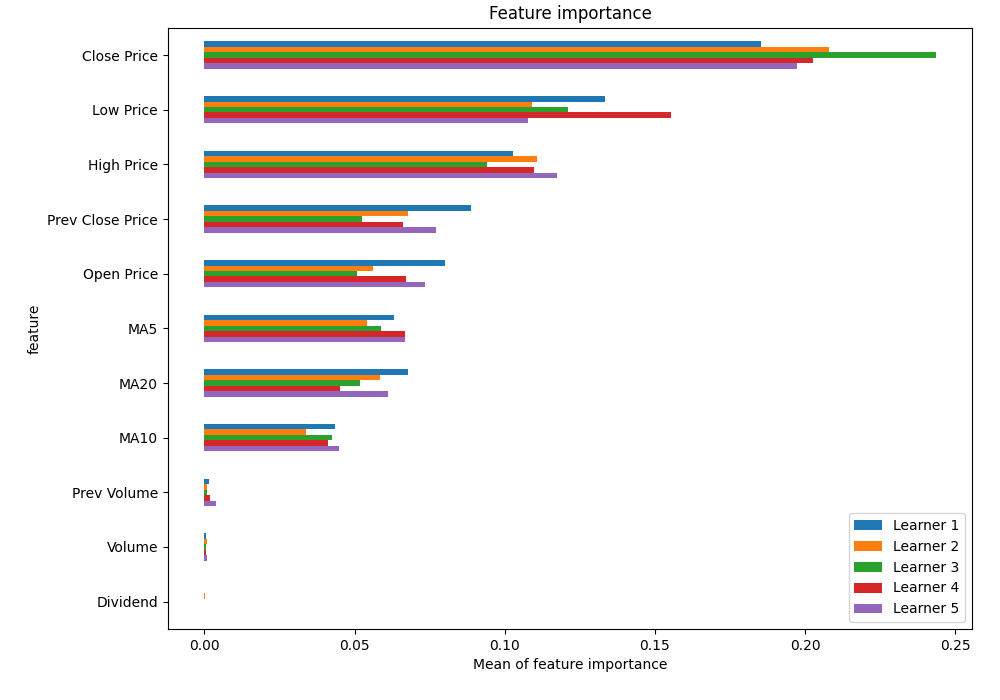 Feature importance
Close Price
Low Price
High Price
Prev Close Price
Open Price
MA5
MA20
MA10
Prev Volume
Volume
Dividend
feature
Learner 1
Learner 2
Learner 3
Learner 4
Learner 5
0.00 0.05 0.10 0.15 0.20 0.25
Mean of feature importance